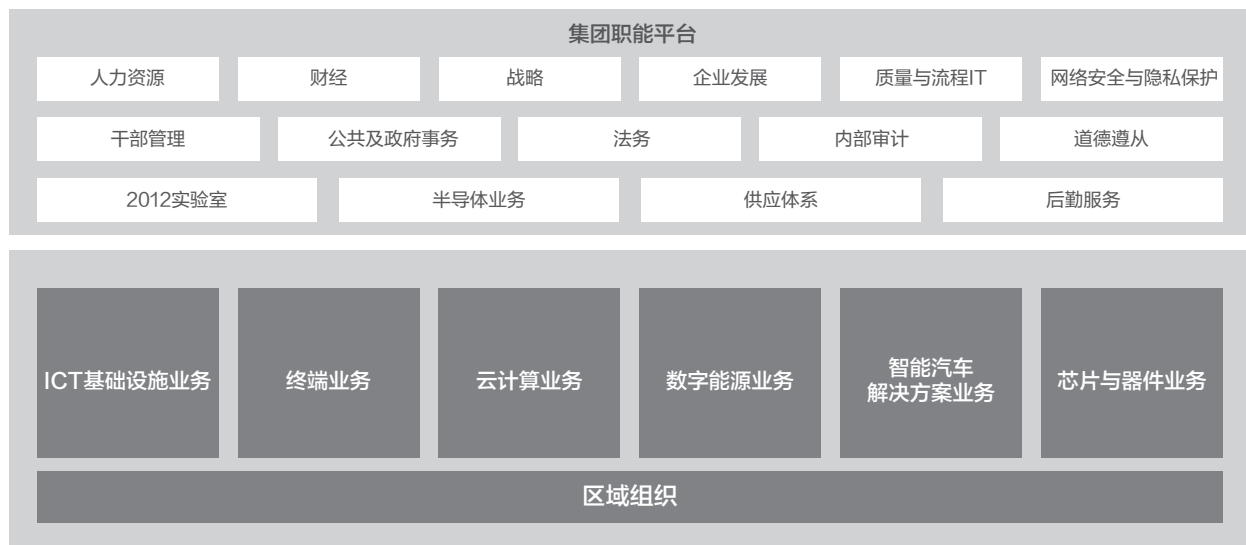 集团职能平台
人力资源
财经
战略
企业发展
质量与流程IT
网络安全与隐私保护
干部管理
公共及政府事务
法务
内部审计
道德遵从
2012实验室
半导体业务
供应体系
后勤服务
ICT基础设施业务
终端业务
云计算业务
数字能源业务
智能汽车
解决方案业务
芯片与器件业务
区域组织